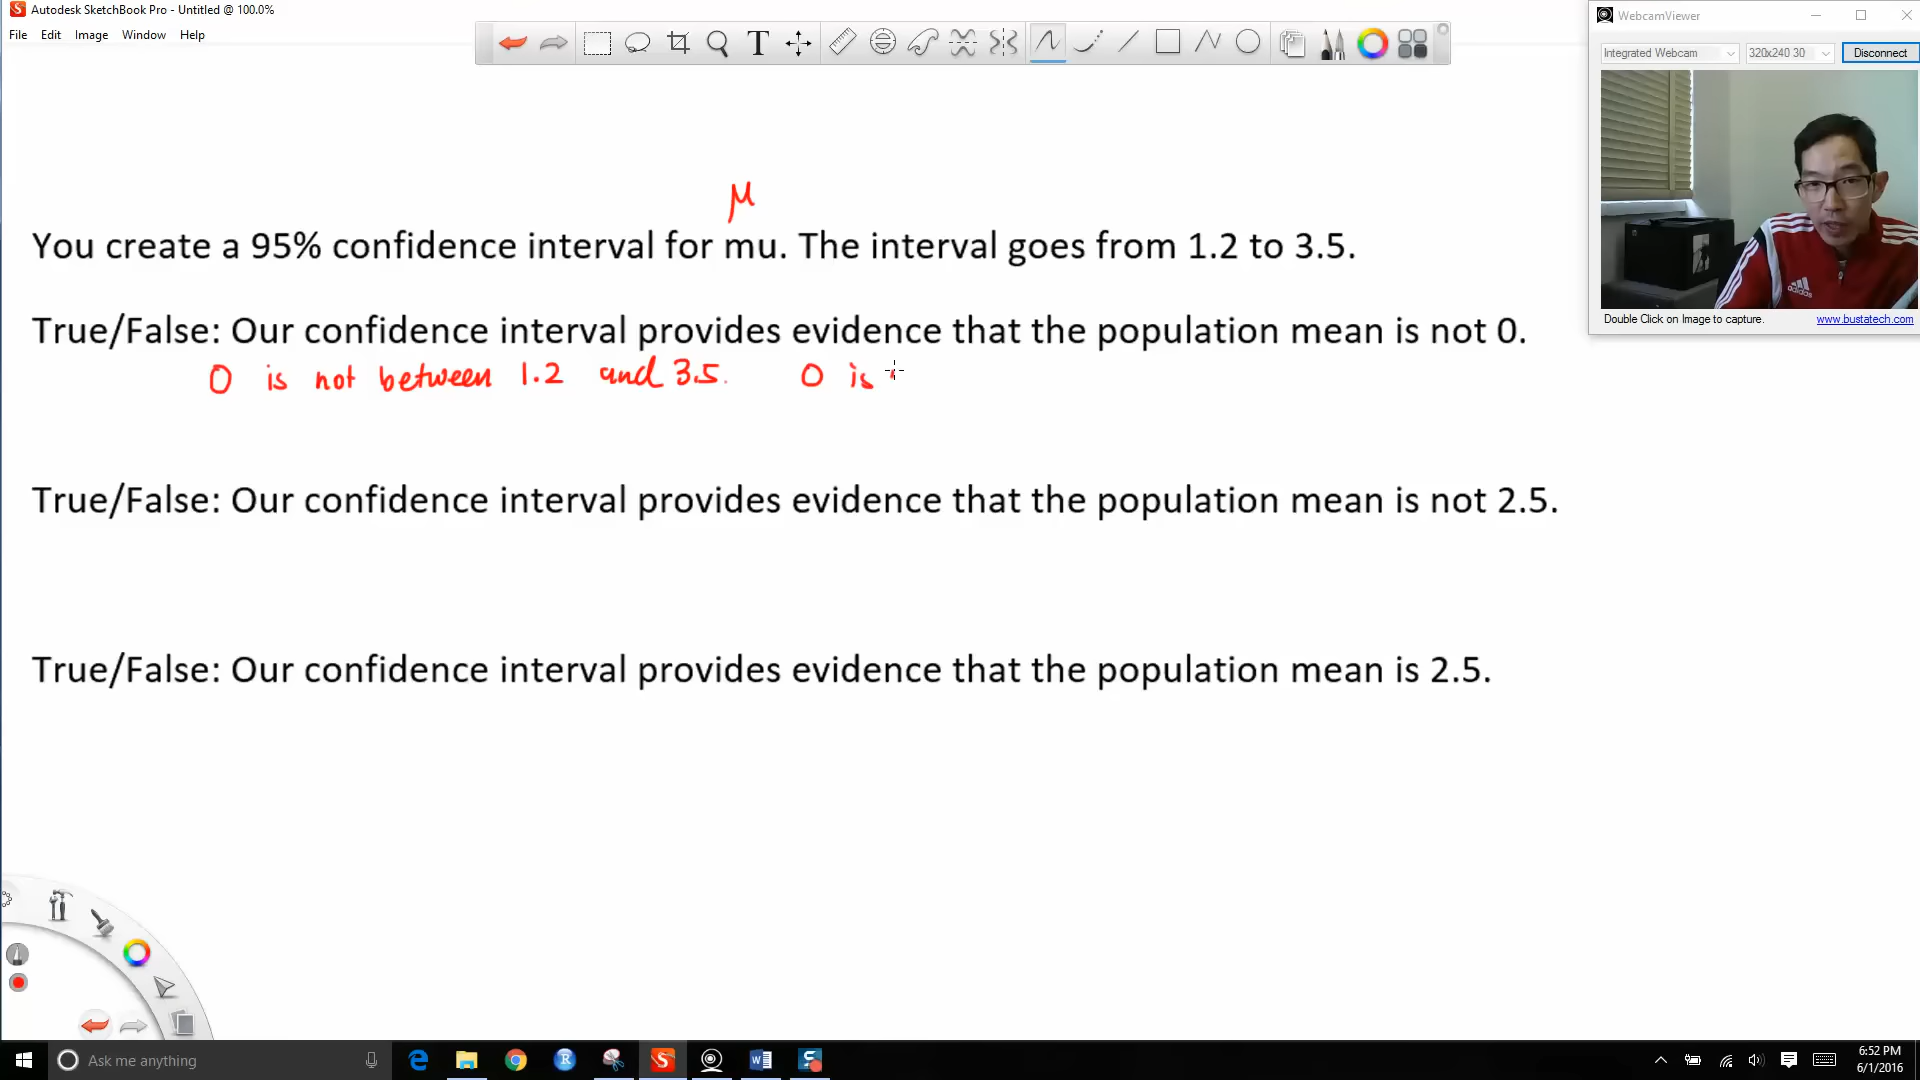 Autodesk SketchBook Pro - Untitled @ 100.0%
File Edit Image Window Help
T
WebcamViewer
Integrated Webcam 320x240 30 Disconnect
adidas
Double Click on Image to capture. www.bustatech.com
μ
You create a 95% confidence interval for mu. The interval goes from 1.2 to 3.5.
True/False: Our confidence interval provides evidence that the population mean is not 0.
0 is not between 1.2 and 3.5. 0 is
True/False: Our confidence interval provides evidence that the population mean is not 2.5.
True/False: Our confidence interval provides evidence that the population mean is 2.5.
Ask me anything
6:52 PM
6/1/2016